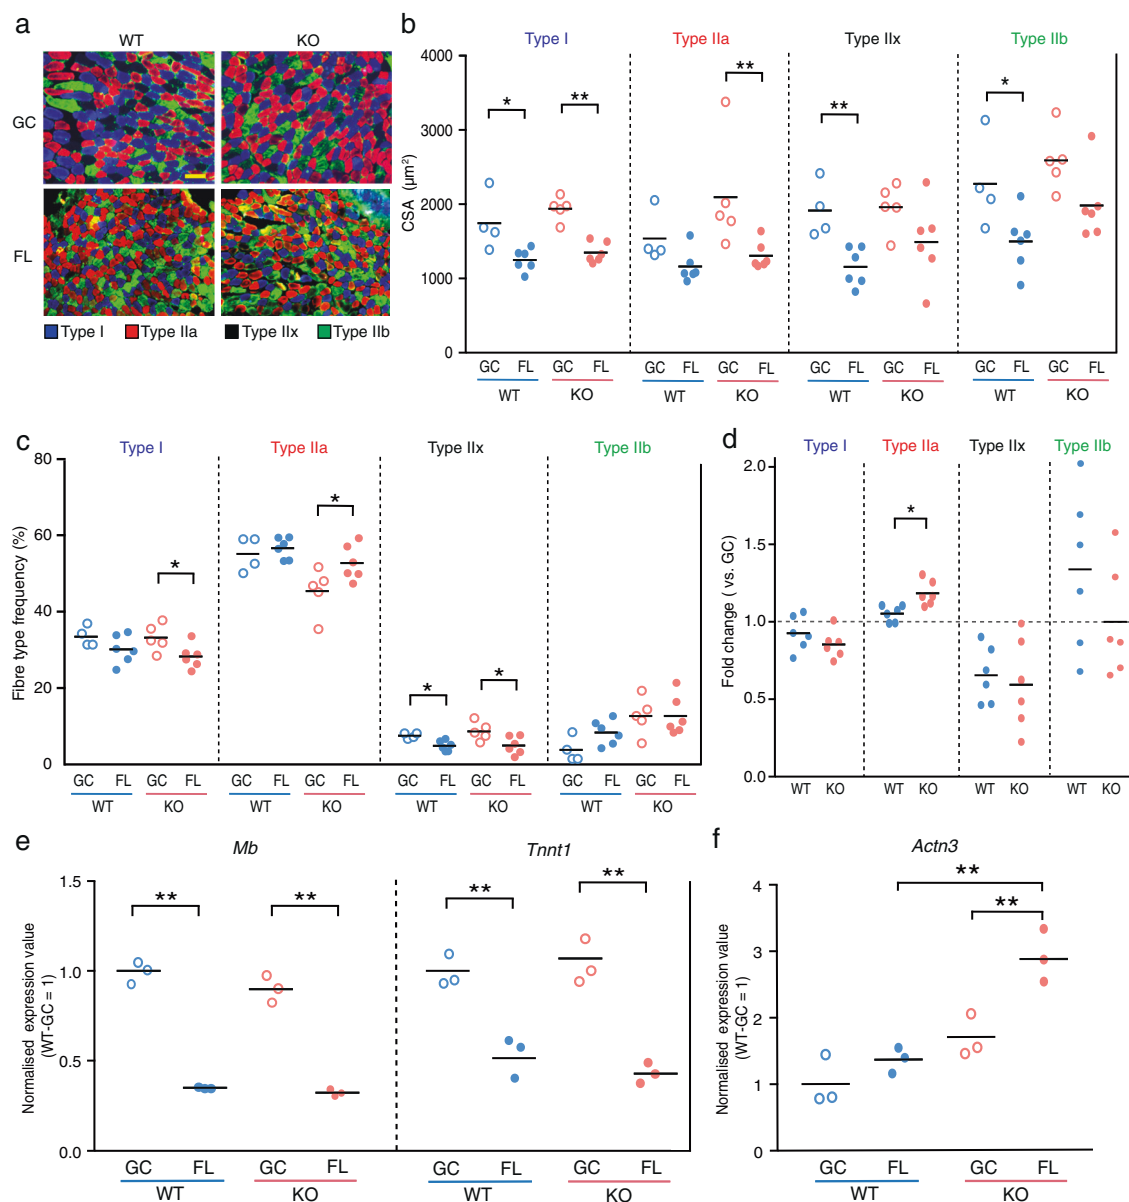 a
WT KO
GC
FL
Type I Type IIa Type IIx Type IIb
b
Type I Type IIa Type IIx Type IIb
CSA (µm²)
4000
3000
2000
1000
0
* ** ** ** *
GC FL GC FL GC FL GC FL GC FL GC FL GC FL GC FL
WT KO WT KO WT KO WT KO
c
Type I Type IIa Type IIx Type IIb
Fibre type frequency (%)
80
60
40
20
0
* * * *
GC FL GC FL GC FL GC FL GC FL GC FL GC FL GC FL
WT KO WT KO WT KO WT KO
d
Type I Type IIa Type IIx Type IIb
Fold change ( vs. GC)
2.0
1.5
1.0
0.5
0.0
*
WT KO WT KO WT KO WT KO
e
Mb Tnnt1
Normalised expression value
(WT-GC = 1)
1.5
1.0
0.5
0.0
** ** ** **
GC FL GC FL GC FL GC FL
WT KO WT KO
f
Actn3
Normalised expression value
(WT-GC = 1)
4
3
2
1
0
**
**
GC FL GC FL
WT KO